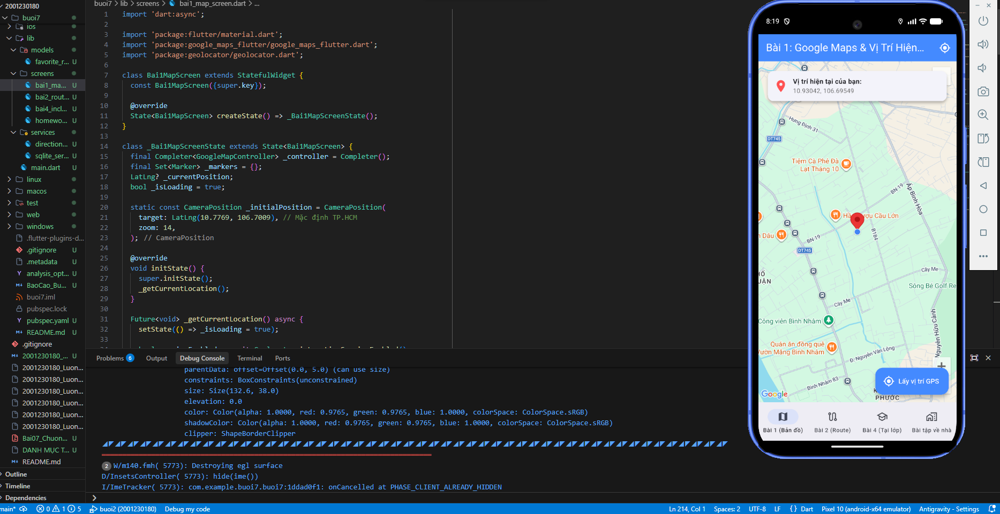 2001230180
buoi7
ios
lib
models
favorite_r... U
screens
bai1_ma... U
bai2_rout... U
bai4_incl... U
homewo... U
services
direction... U
sqlite_ser... U
main.dart U
linux
macos
test
web
windows
.flutter-plugins-d...
.gitignore U
.metadata U
analysis_opt... U
BaoCao_Bu... U
buoi7.iml
pubspec.lock
pubspec.yaml U
README.md U
.gitignore
2001230180_... U
2001230180_Luon...
2001230180_Luon...
2001230180_Luon...
2001230180_Luon...
2001230180_Luon...
2001230180_Luon...
Bai07_Chuon... U
DANH MỤC T... U
README.md
Outline
Timeline
Dependencies
buoi7 > lib > screens > bai1_map_screen.dart > ...
1 import 'dart:async';
2
3 import 'package:flutter/material.dart';
4 import 'package:google_maps_flutter/google_maps_flutter.dart';
5 import 'package:geolocator/geolocator.dart';
6
7 class Bai1MapScreen extends StatefulWidget {
8 const Bai1MapScreen({super.key});
9
10 @override
11 State<Bai1MapScreen> createState() => _Bai1MapScreenState();
12 }
13
14 class _Bai1MapScreenState extends State<Bai1MapScreen> {
15 final Completer<GoogleMapController> _controller = Completer();
16 final Set<Marker> _markers = {};
17 LatLng? _currentPosition;
18 bool _isLoading = true;
19
20 static const CameraPosition _initialPosition = CameraPosition(
21 target: LatLng(10.7769, 106.7009), // Mặc định TP.HCM
22 zoom: 14,
23 ); // CameraPosition
24
25 @override
26 void initState() {
27 super.initState();
28 _getCurrentLocation();
29 }
30
31 Future<void> _getCurrentLocation() async {
32 setState(() => _isLoading = true);
33
Problems 6 Output Debug Console Terminal Ports
parentData: offset=Offset(0.0, 5.0) (can use size)
constraints: BoxConstraints(unconstrained)
size: Size(132.6, 38.0)
elevation: 0.0
color: Color(alpha: 1.0000, red: 0.9765, green: 0.9765, blue: 1.0000, colorSpace: ColorSpace.sRGB)
shadowColor: Color(alpha: 1.0000, red: 0.9765, green: 0.9765, blue: 1.0000, colorSpace: ColorSpace.sRGB)
clipper: ShapeBorderClipper
2 W/m140.fmh( 5773): Destroying egl surface
D/InsetsController( 5773): hide(ime())
I/ImeTracker( 5773): com.example.buoi7.buoi7:1ddad0f1: onCancelled at PHASE_CLIENT_ALREADY_HIDDEN
main* 0 1 5 buoi2 (2001230180) Debug my code
Ln 214, Col 1 Spaces: 2 UTF-8 LF {} Dart Pixel 10 (android-x64 emulator) Antigravity - Settings
8:19
Bài 1: Google Maps & Vị Trí Hiện...
Vị trí hiện tại của bạn:
10.93042, 106.69549
Hưng Định 31
DT745
Tiệm Cà Phê Đà
Lạt Tháng 10
BN 19
Ấp Bình Hòa
Cầu Lớn
Dâu
BN 19
B184
DT745
Cây Me
Sông Bé Golf Re
Cây Me
Công viên Bình Nhâm
Nguyễn Hữu Cảnh
Quán ăn đồng quê
Vườn Măng Bình Nhâm
Đ. Nguyễn Văn Lộng
Bình Nhâm 83
Lấy vị trí GPS
Google
PHƯỚC
Bài 1 (Bản đồ)
Bài 2 (Route)
Bài 4 (Tại lớp)
Bài tập về nhà